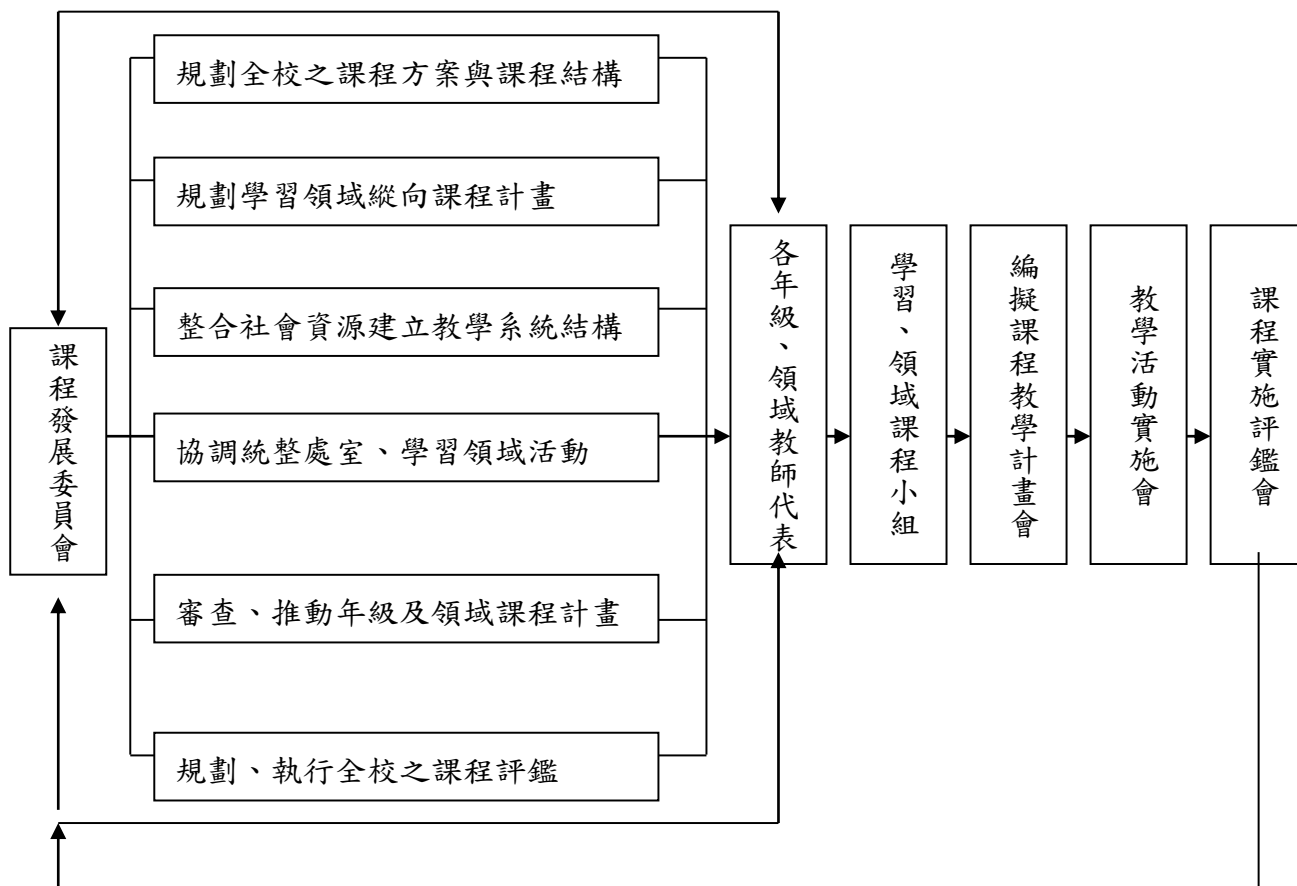 規劃全校之課程方案與課程結構
規劃學習領域縱向課程計畫
整合社會資源建立教學系統結構
協調統整處室、學習領域活動
審查、推動年級及領域課程計畫
規劃、執行全校之課程評鑑
課程發展委員會
各年級、領域教師代表
學習、領域課程小組
編擬課程教學計畫會
教學活動實施會
課程實施評鑑會